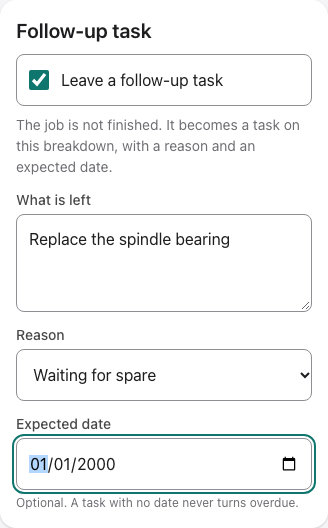 Follow-up task
Leave a follow-up task
The job is not finished. It becomes a task on
this breakdown, with a reason and an
expected date.
What is left
Replace the spindle bearing
Reason
Waiting for spare
Expected date
01/01/2000
Optional. A task with no date never turns overdue.